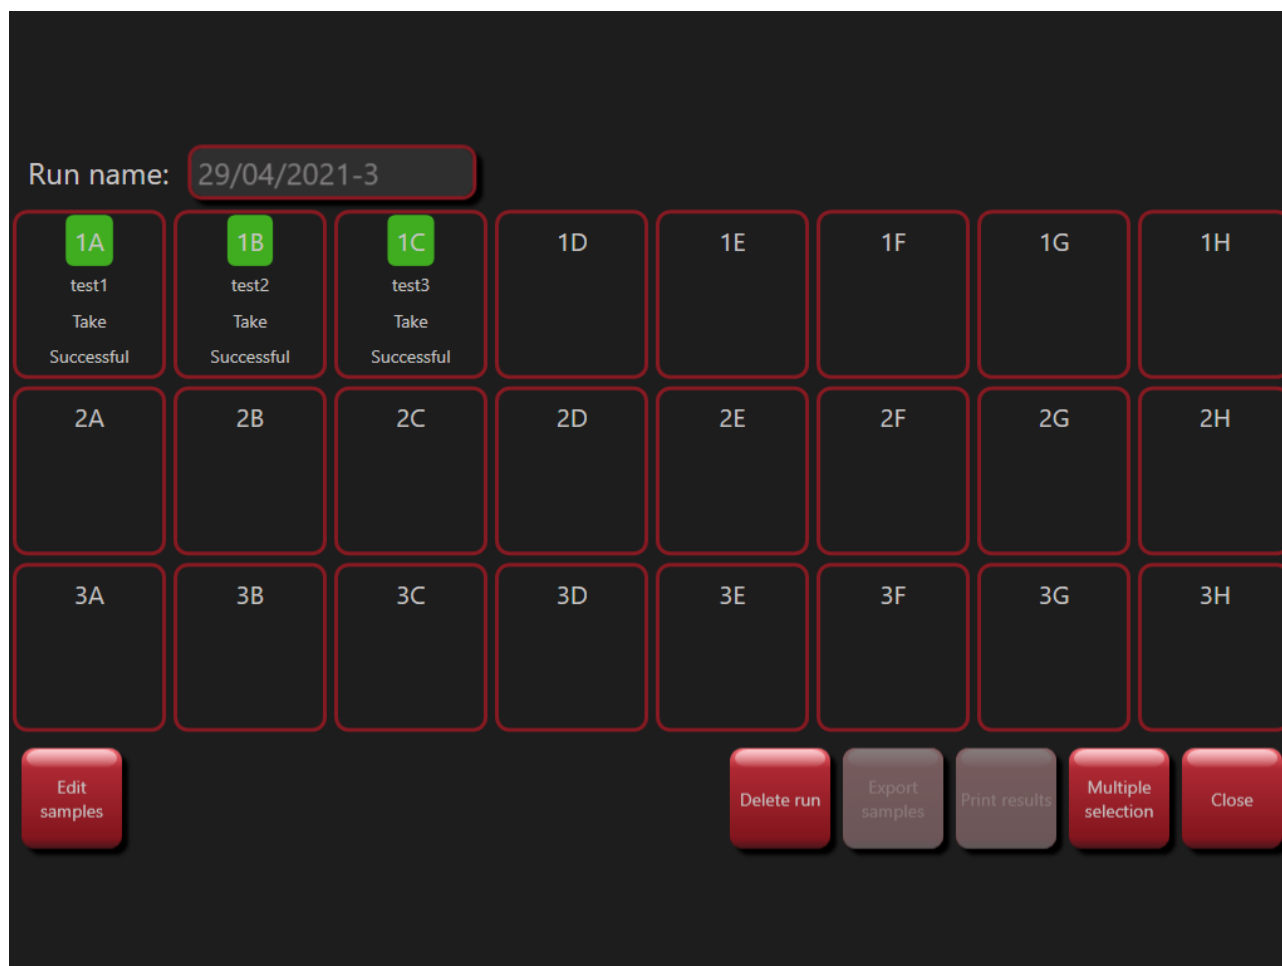 Run name: 29/04/2021-3
1A 1B 1C 1D 1E 1F 1G 1H
test1 test2 test3
Take Take Take
Successful Successful Successful
2A 2B 2C 2D 2E 2F 2G 2H
3A 3B 3C 3D 3E 3F 3G 3H
Edit
samples
Delete run
Export
samples
Print results
Multiple
selection
Close